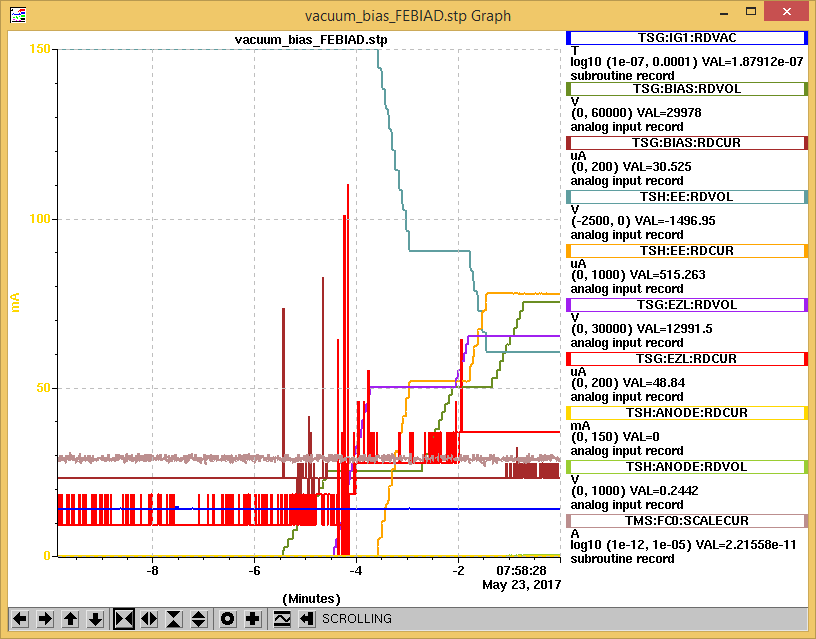 vacuum_bias_FEBIAD.stp Graph
vacuum_bias_FEBIAD.stp
150
100
50
0
mA
-8
-6
-4
-2
07:58:28
May 23, 2017
(Minutes)
TSG:IG1:RDVAC
T
log10 (1e-07, 0.0001) VAL=1.87912e-07
subroutine record
TSG:BIAS:RDVOL
V
(0, 60000) VAL=29978
analog input record
TSG:BIAS:RDCUR
uA
(0, 200) VAL=30.525
analog input record
TSH:EE:RDVOL
V
(-2500, 0) VAL=-1496.95
analog input record
TSH:EE:RDCUR
uA
(0, 1000) VAL=515.263
analog input record
TSG:EZL:RDVOL
V
(0, 30000) VAL=12991.5
analog input record
TSG:EZL:RDCUR
uA
(0, 200) VAL=48.84
analog input record
TSH:ANODE:RDCUR
mA
(0, 150) VAL=0
analog input record
TSH:ANODE:RDVOL
V
(0, 1000) VAL=0.2442
analog input record
TMS:FC0:SCALECUR
A
log10 (1e-12, 1e-05) VAL=2.21558e-11
subroutine record
SCROLLING